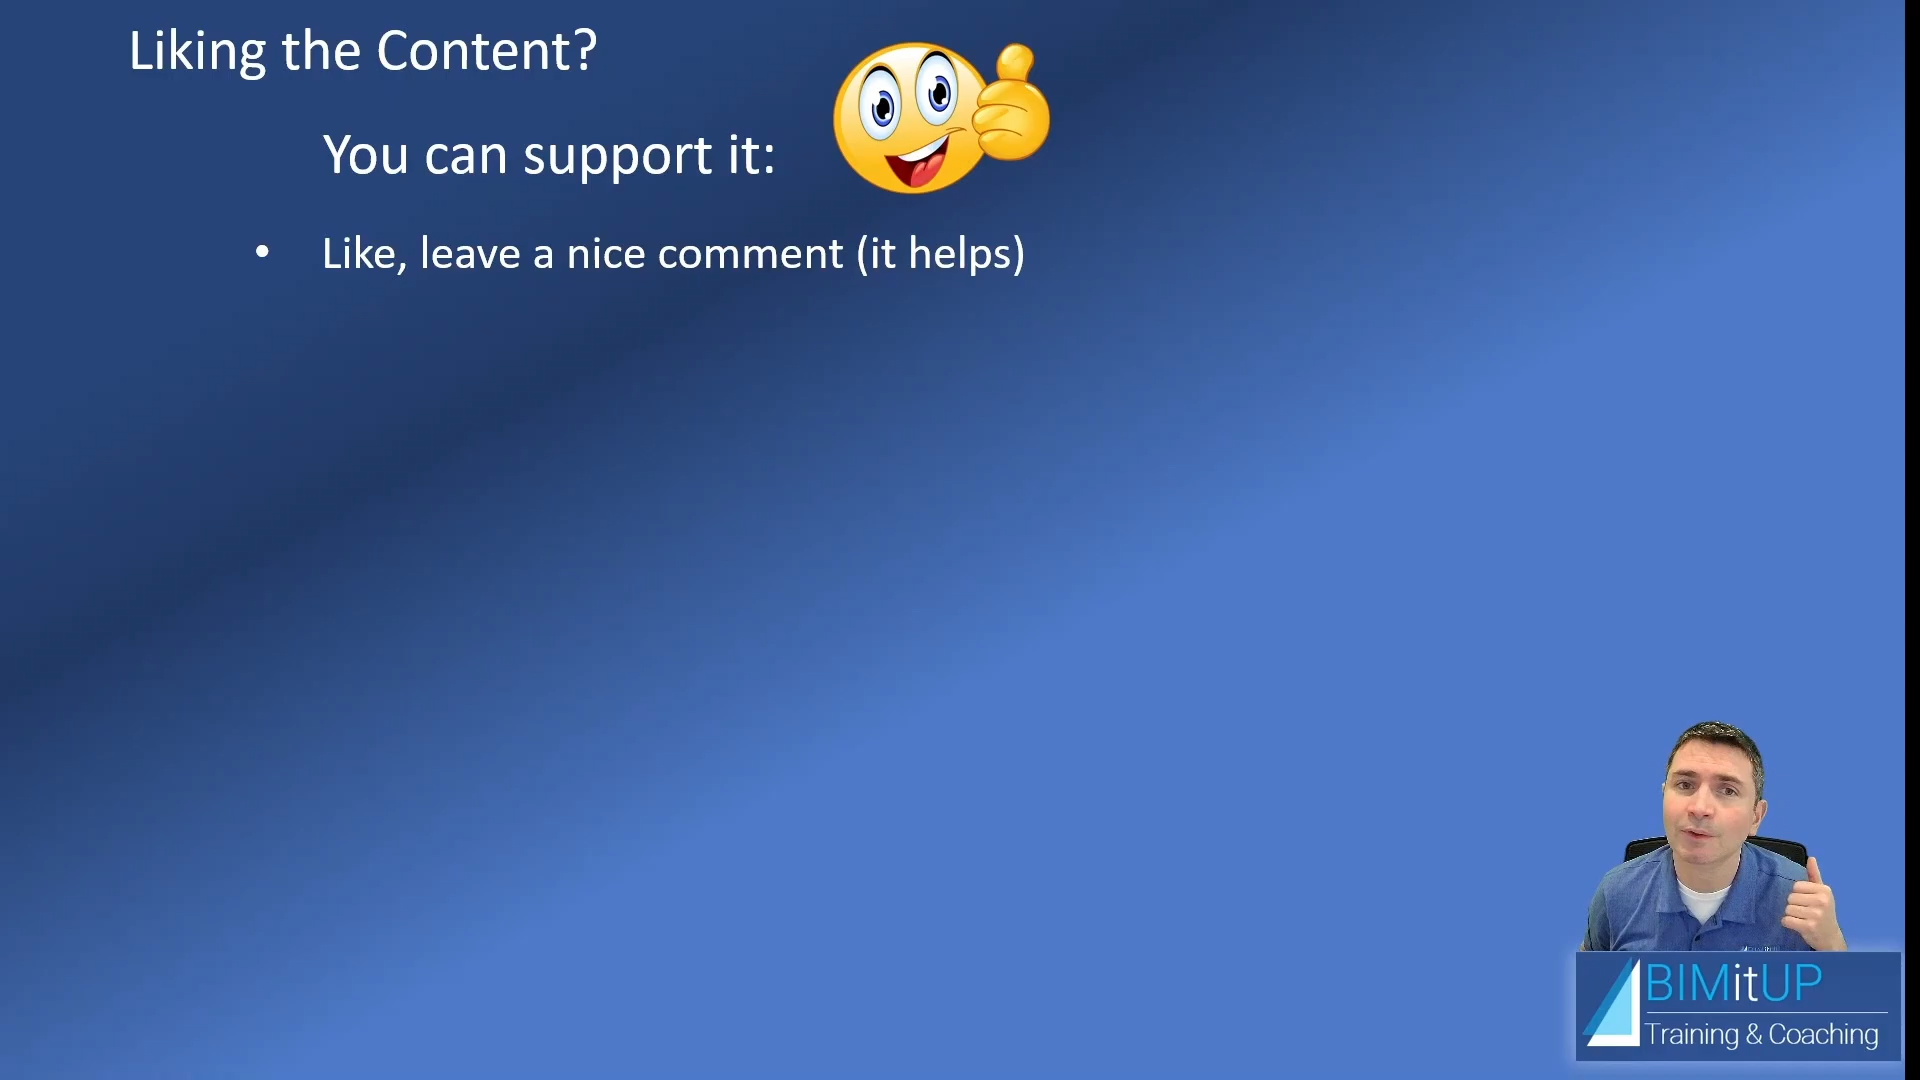 Liking the Content?
You can support it:
• Like, leave a nice comment (it helps)
BIMitUP
Training & Coaching